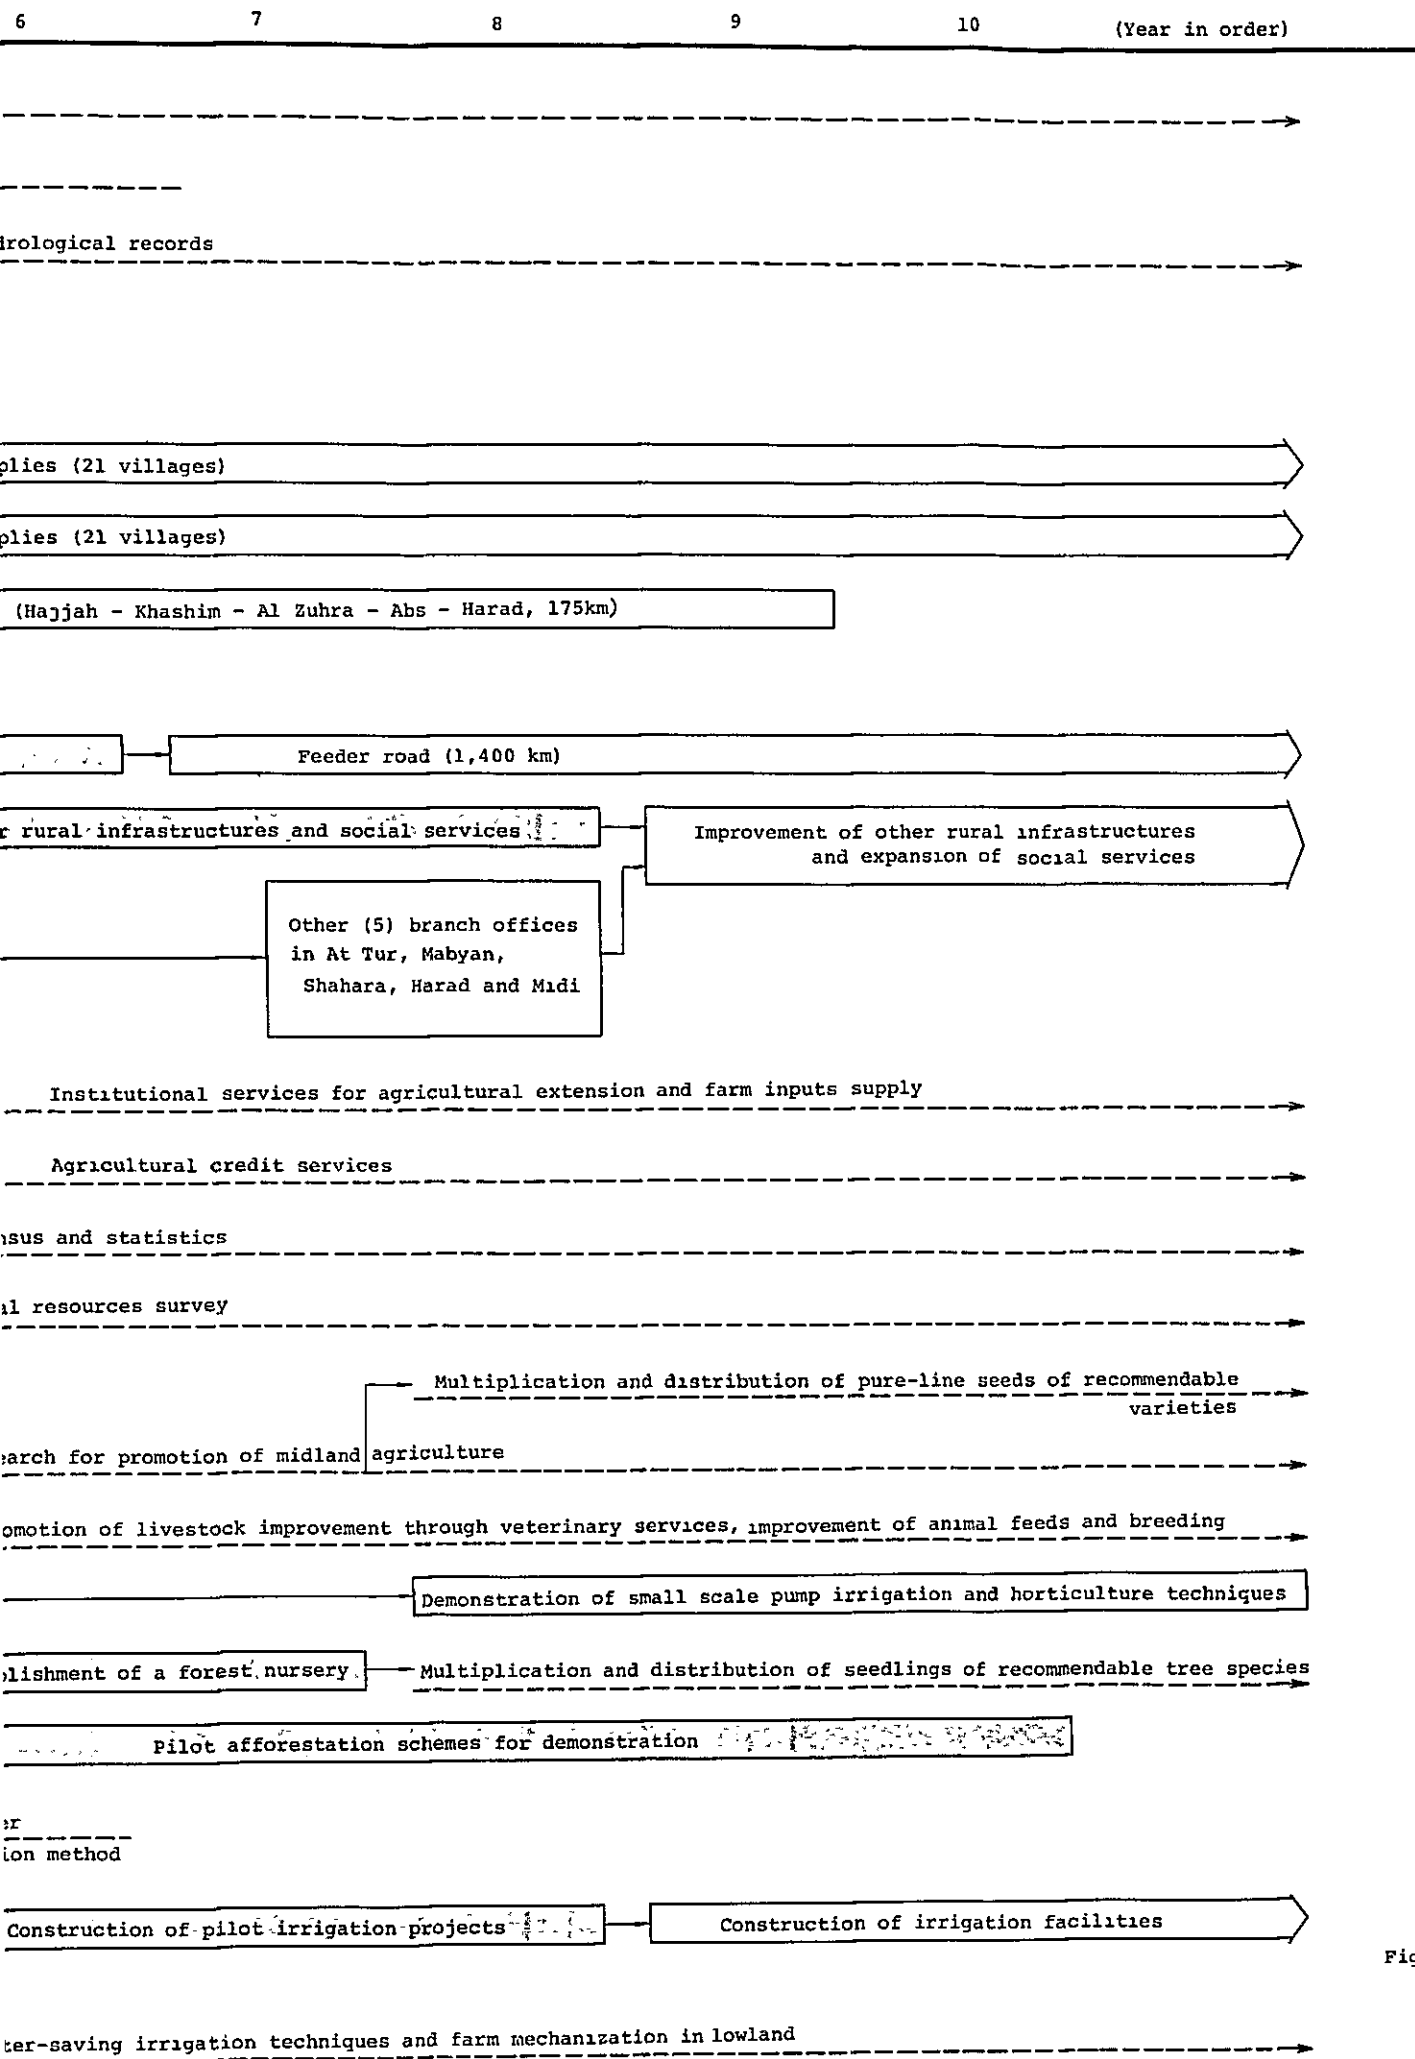 6 7 8 9 10 (Year in order)
drological records
plies (21 villages)
plies (21 villages)
(Hajjah - Khashim - Al Zuhra - Abs - Harad, 175km)
Feeder road (1,400 km)
r rural infrastructures and social services
Improvement of other rural infrastructures
and expansion of social services
Other (5) branch offices
in At Tur, Mabyan,
Shahara, Harad and Midi
Institutional services for agricultural extension and farm inputs supply
Agricultural credit services
nsus and statistics
al resources survey
Multiplication and distribution of pure-line seeds of recommendable
varieties
earch for promotion of midland agriculture
omotion of livestock improvement through veterinary services, improvement of animal feeds and breeding
Demonstration of small scale pump irrigation and horticulture techniques
lishment of a forest nursery
Multiplication and distribution of seedlings of recommendable tree species
Pilot afforestation schemes for demonstration
er
ion method
Construction of pilot irrigation projects
Construction of irrigation facilities
Fig
ter-saving irrigation techniques and farm mechanization in lowland